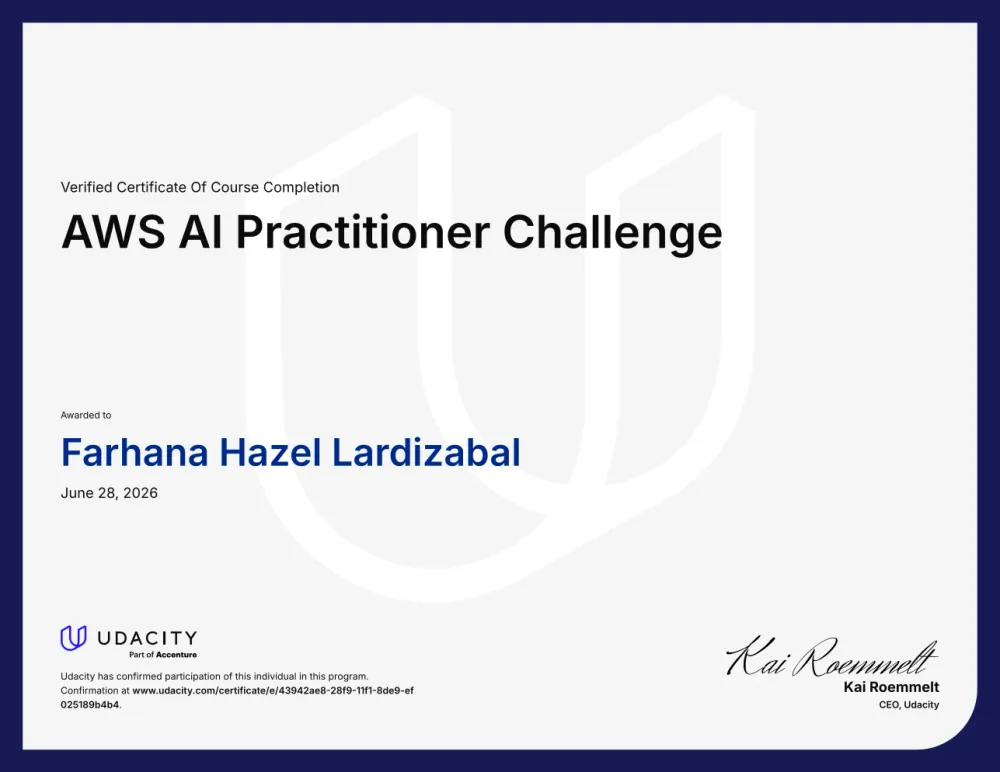 Verified Certificate Of Course Completion
AWS AI Practitioner Challenge
Awarded to
Farhana Hazel Lardizabal
June 28, 2026
UDACITY
Part of Accenture
Udacity has confirmed participation of this individual in this program.
Confirmation at www.udacity.com/certificate/e/43942ae8-28f9-11f1-8de9-ef
025189b4b4.
Kai Roemmelt
Kai Roemmelt
CEO, Udacity